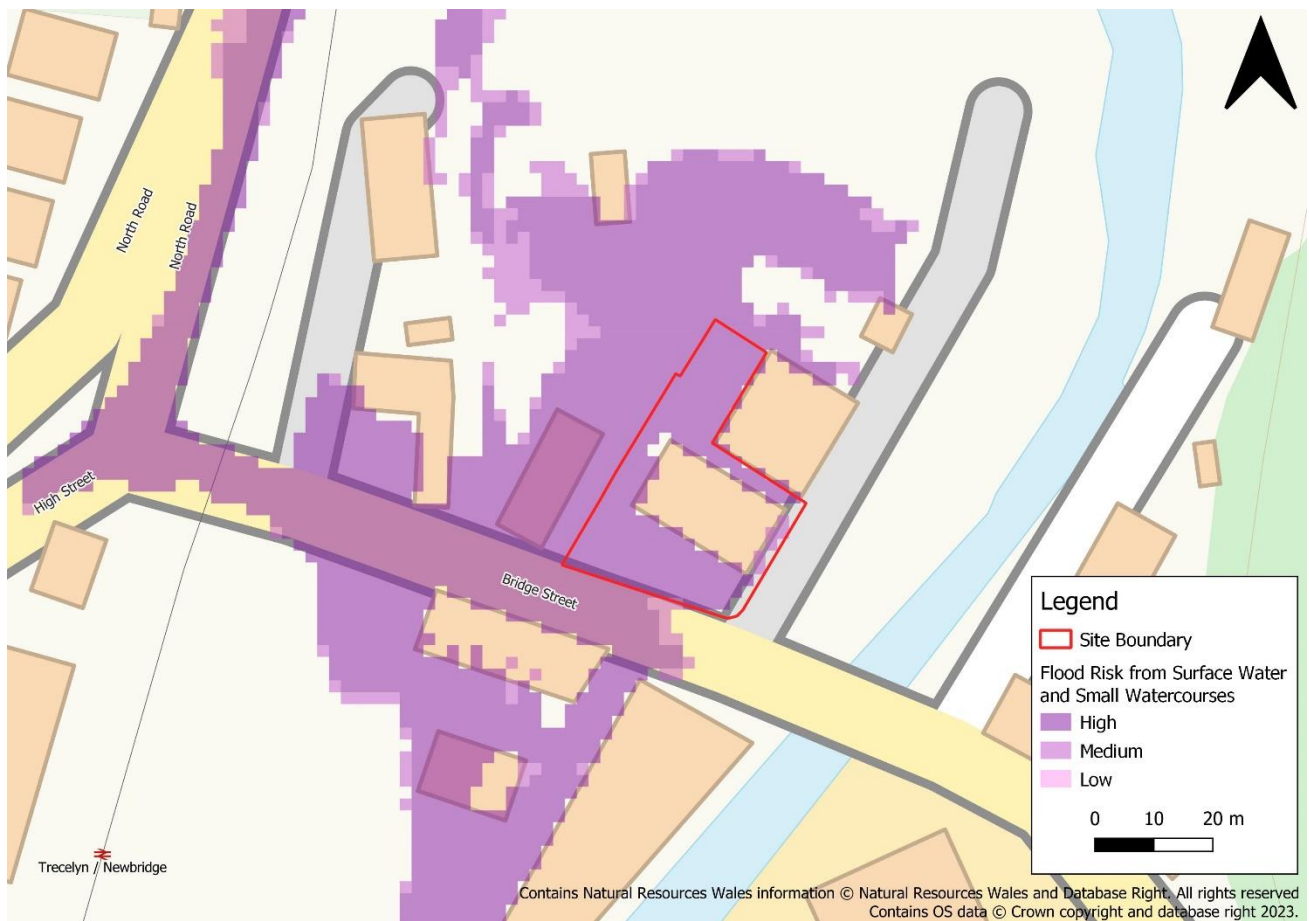 North Road
North Road
High Street
Bridge Street
Trecelyn / Newbridge
Legend
Site Boundary
Flood Risk from Surface Water
and Small Watercourses
High
Medium
Low
0 10 20 m
Contains Natural Resources Wales information © Natural Resources Wales and Database Right. All rights reserved
Contains OS data © Crown copyright and database right 2023.